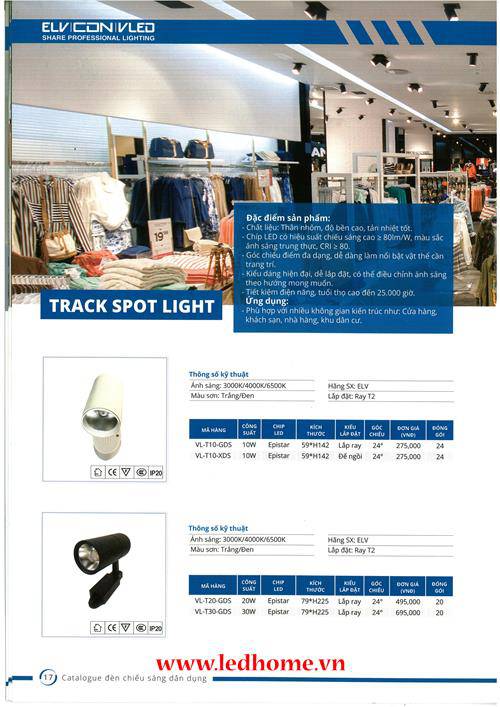 ELV|CDN|VLED
SHARE PROFESSIONAL LIGHTING
19.90
Đặc điểm sản phẩm:
- Chất liệu: Thân nhôm, độ bền cao, tản nhiệt tốt.
- Chíp LED có hiệu suất chiếu sáng cao ≥ 80lm/W, màu sắc
ánh sáng trung thực, CRI ≥ 80.
- Góc chiếu điểm đa dạng, dễ dàng làm nổi bật vật thể cần
trang trí.
- Kiểu dáng hiện đại, dễ lắp đặt, có thể điều chỉnh ánh sáng
theo hướng mong muốn.
- Tiết kiệm điện năng, tuổi thọ cao đến 25.000 giờ.
Ứng dụng:
- Phù hợp với nhiều không gian kiến trúc như: Cửa hàng,
khách sạn, nhà hàng, khu dân cư.
TRACK SPOT LIGHT
Thông số kỹ thuật
Ánh sáng: 3000K/4000K/6500K Hãng SX: ELV
Màu sơn: Trắng/Đen Lắp đặt: Ray T2
MÃ HÀNG CÔNG SUẤT CHIP LED KÍCH THƯỚC KIỂU LẮP ĐẶT GÓC CHIẾU ĐƠN GIÁ (VNĐ) ĐÓNG GÓI
VL-T10-GDS 10W Epistar 59*H142 Lắp ray 24° 275,000 24
VL-T10-XDS 10W Epistar 59*H142 Đế ngồi 24° 275,000 24
CE F IP20
Thông số kỹ thuật
Ánh sáng: 3000K/4000K/6500K Hãng SX: ELV
Màu sơn: Trắng/Đen Lắp đặt: Ray T2
MÃ HÀNG CÔNG SUẤT CHIP LED KÍCH THƯỚC KIỂU LẮP ĐẶT GÓC CHIẾU ĐƠN GIÁ (VNĐ) ĐÓNG GÓI
VL-T20-GDS 20W Epistar 79*H225 Lắp ray 24° 495,000 20
VL-T30-GDS 30W Epistar 79*H225 Lắp ray 24° 695,000 20
CE F IP20
www.ledhome.vn
17 Catalogue đèn chiếu sáng dân dụng